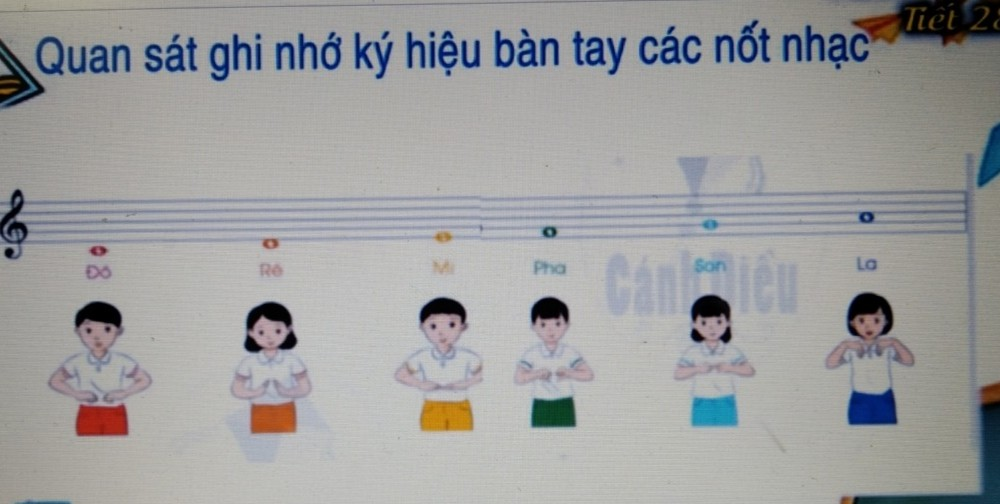 Tiết 2
Quan sát ghi nhớ ký hiệu bàn tay các nốt nhạc
Đô Rê Mi Pha Son La
Cánh Diều